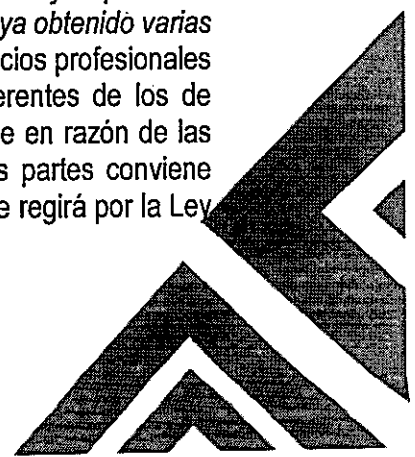 ya obtenido varias
cios profesionales
erentes de los de
e en razón de las
s partes conviene
e regirá por la Ley